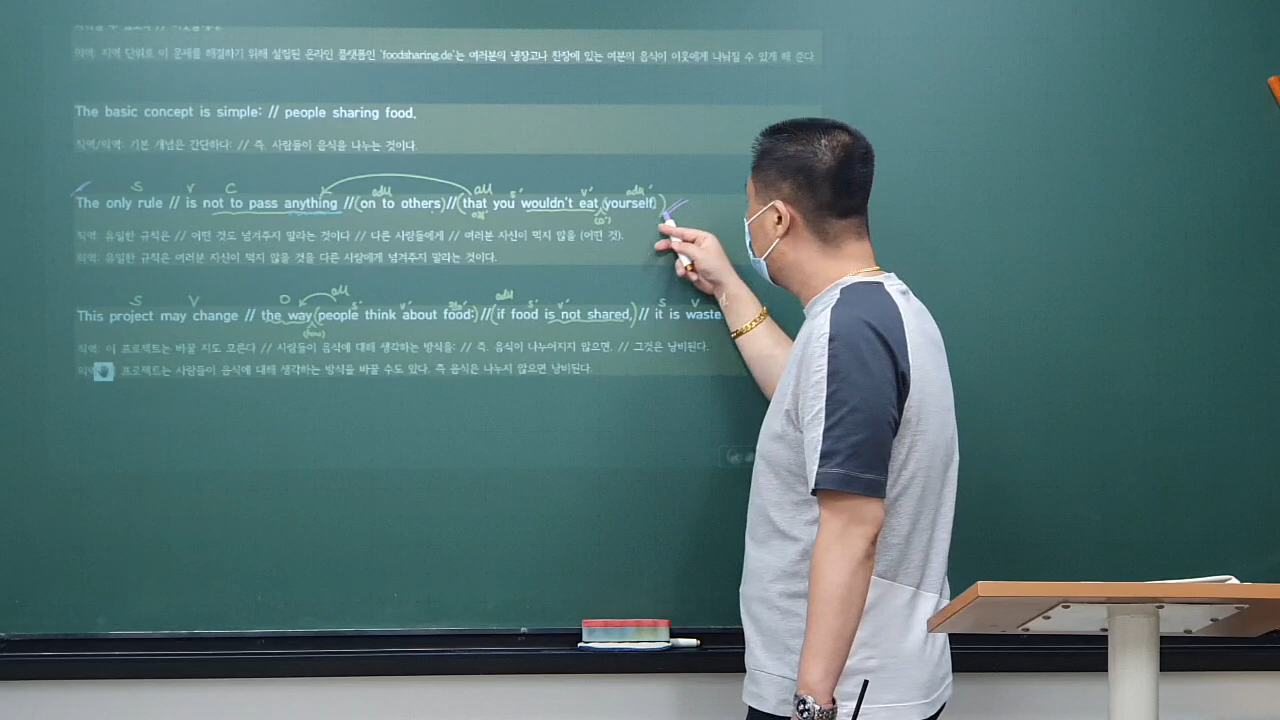 의역: 지역 단위로 이 문제를 해결하기 위해 설립된 온라인 플랫폼인 'foodsharing.de'는 여러분의 냉장고나 찬장에 있는 여분의 음식이 이웃에게 나눠질 수 있게 해 준다
The basic concept is simple: // people sharing food.
직역/의역: 기본 개념은 간단하다: // 즉, 사람들이 음식을 나누는 것이다.
S V C adu adu s' v' adu'
The only rule // is not to pass anything //(on to others)//(that you wouldn't eat yourself.)
(o')
직역: 유일한 규칙은 // 어떤 것도 넘겨주지 말라는 것이다 // 다른 사람들에게 // 여러분 자신이 먹지 않을 (어떤 것).
의역: 유일한 규칙은 여러분 자신이 먹지 않을 것을 다른 사람에게 넘겨주지 말라는 것이다.
S V O adu s' v' adu s' v' S V
This project may change // the way (people think about food:) //(if food is not shared,)// it is waste
(how)
직역: 이 프로젝트는 바꿀 지도 모른다 // 사람들이 음식에 대해 생각하는 방식을: // 즉, 음식이 나누어지지 않으면, // 그것은 낭비된다.
프로젝트는 사람들이 음식에 대해 생각하는 방식을 바꿀 수도 있다. 즉 음식은 나누지 않으면 낭비된다.